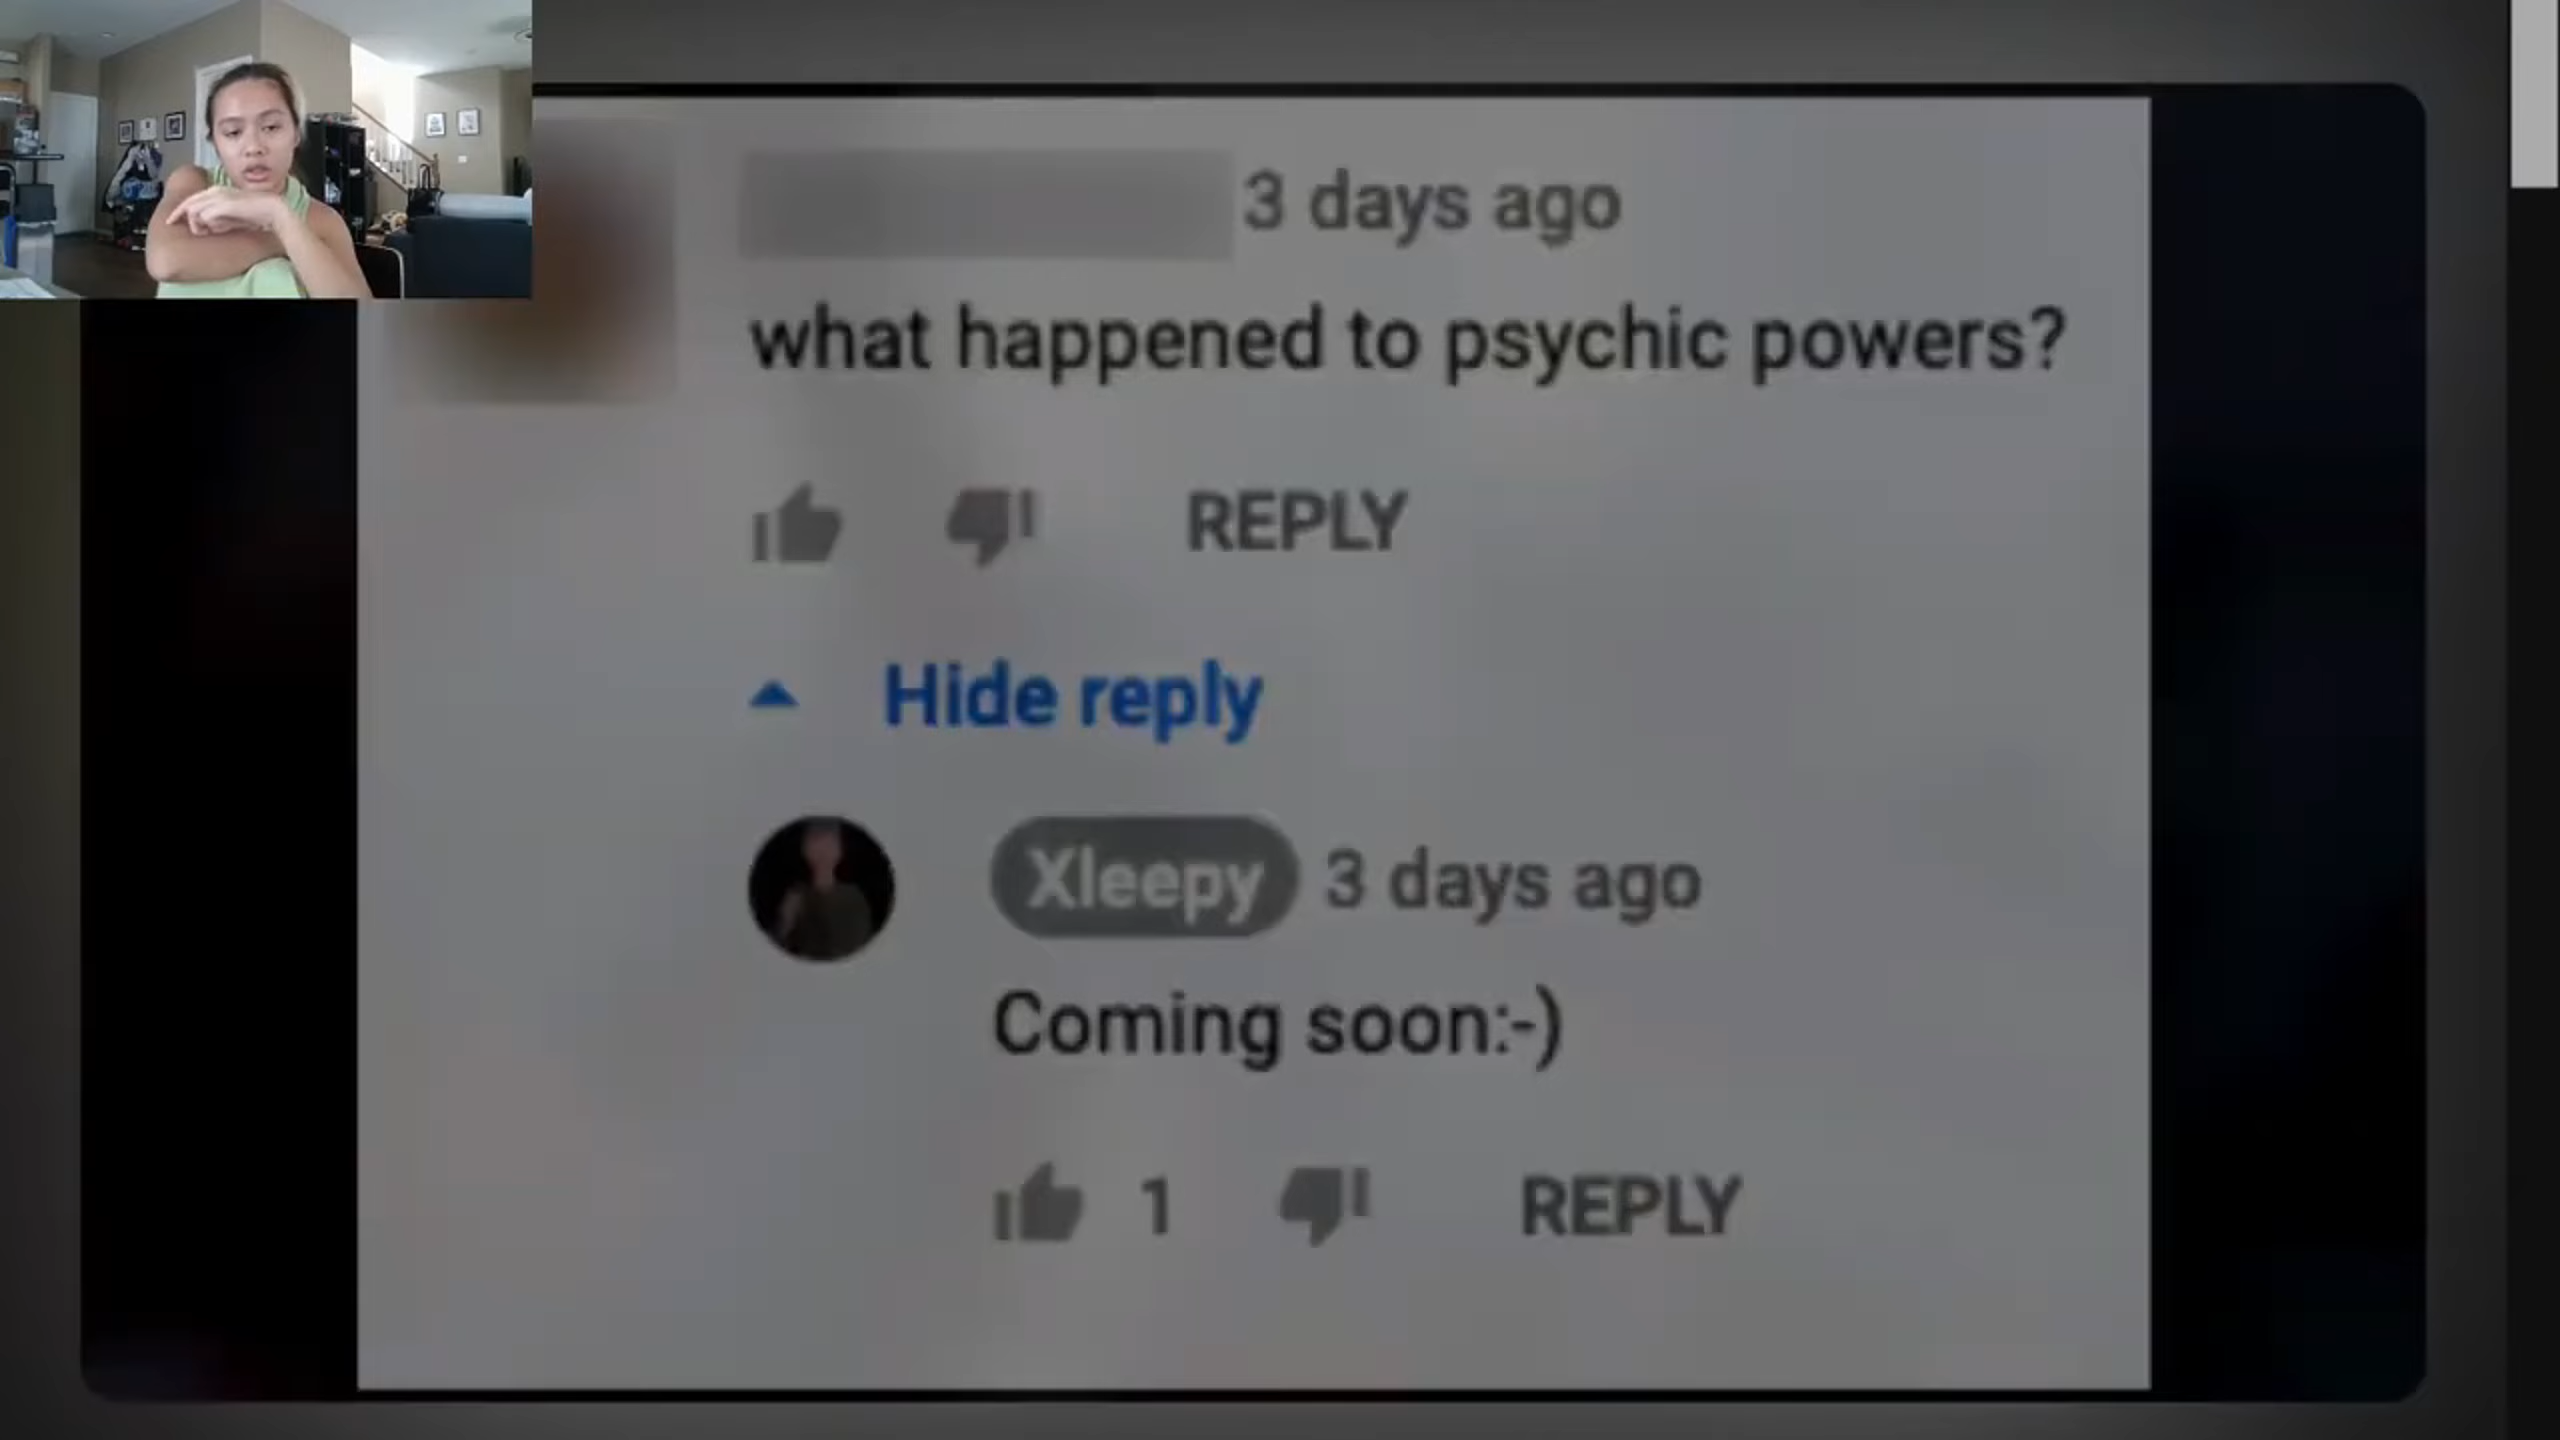 3 days ago
what happened to psychic powers?
REPLY
Hide reply
Xleepy 3 days ago
Coming soon:-)
1 REPLY